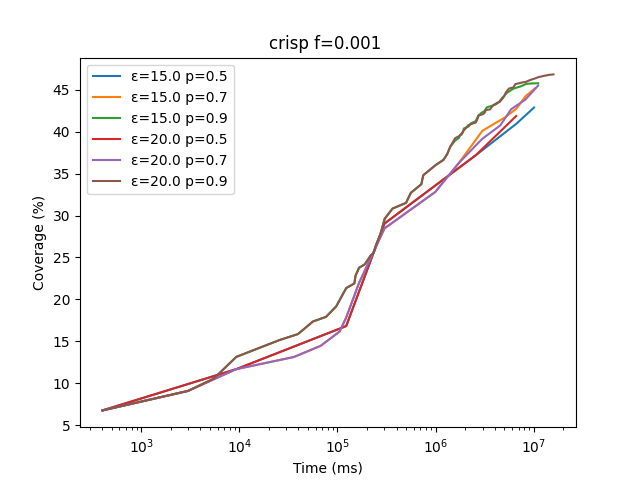 crisp f=0.001
ε=15.0 p=0.5
ε=15.0 p=0.7
ε=15.0 p=0.9
ε=20.0 p=0.5
ε=20.0 p=0.7
ε=20.0 p=0.9
Coverage (%)
45
40
35
30
25
20
15
10
5
10³ 10⁴ 10⁵ 10⁶ 10⁷
Time (ms)